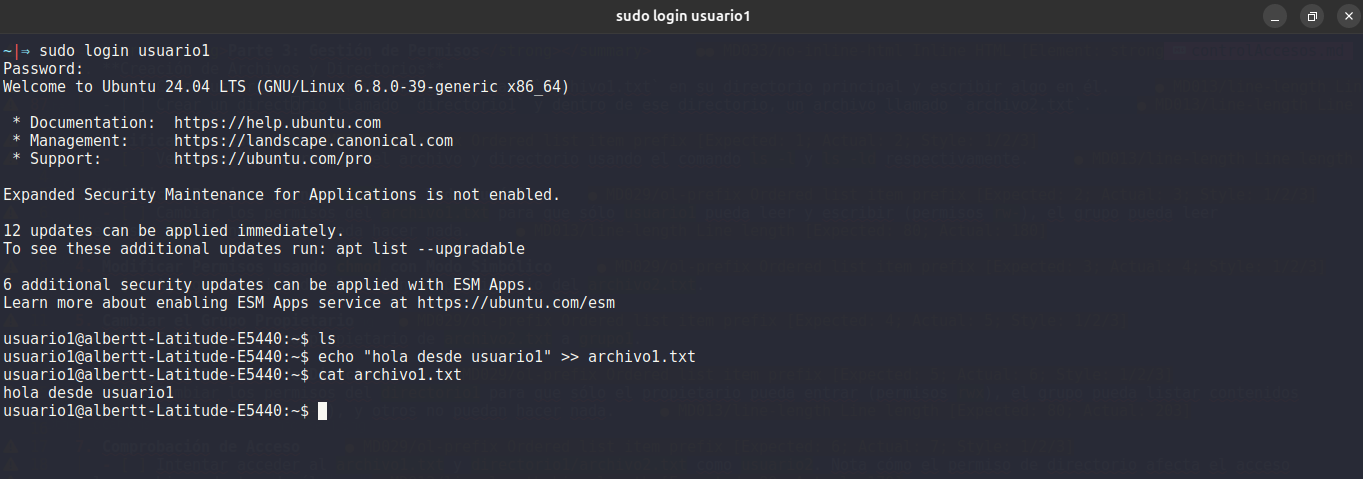 sudo login usuario1
~|⇒ sudo login usuario1
Password:
Welcome to Ubuntu 24.04 LTS (GNU/Linux 6.8.0-39-generic x86_64)
* Documentation:  https://help.ubuntu.com
* Management:     https://landscape.canonical.com
* Support:        https://ubuntu.com/pro
Expanded Security Maintenance for Applications is not enabled.
12 updates can be applied immediately.
To see these additional updates run: apt list --upgradable
6 additional security updates can be applied with ESM Apps.
Learn more about enabling ESM Apps service at https://ubuntu.com/esm
usuario1@albertt-Latitude-E5440:~$ ls
usuario1@albertt-Latitude-E5440:~$ echo "hola desde usuario1" >> archivo1.txt
usuario1@albertt-Latitude-E5440:~$ cat archivo1.txt
hola desde usuario1
usuario1@albertt-Latitude-E5440:~$